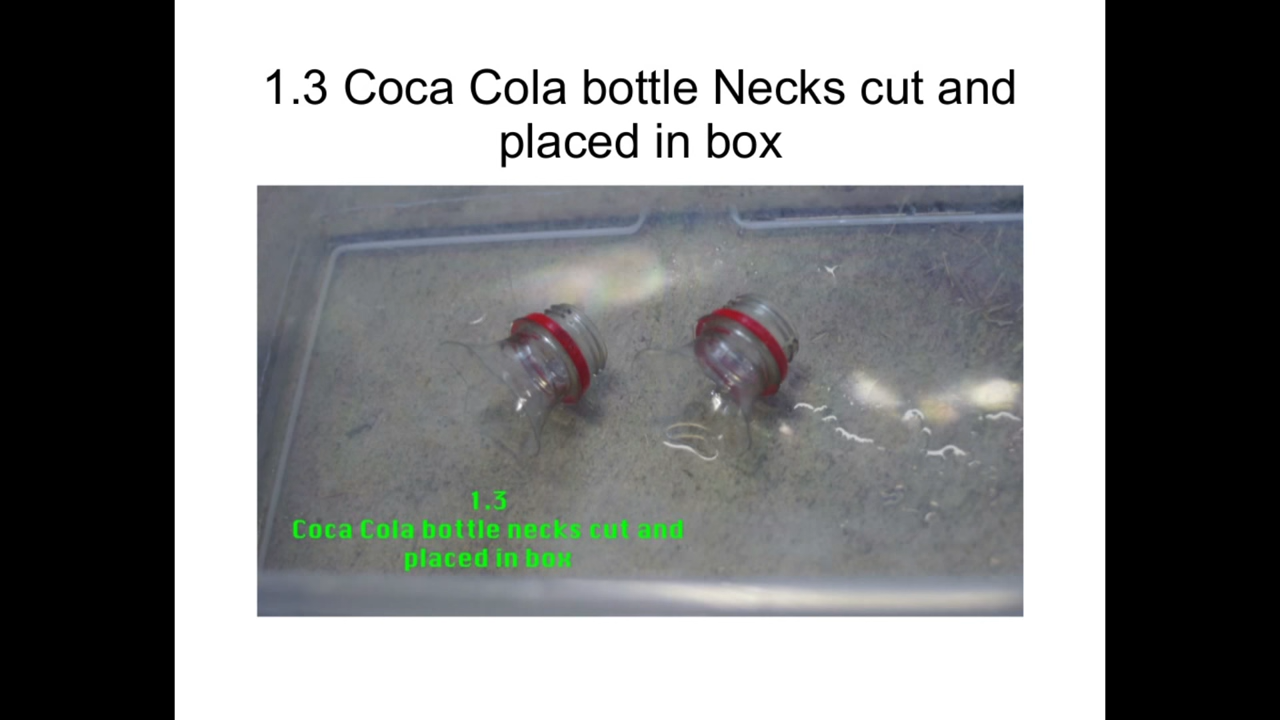 1.3 Coca Cola bottle Necks cut and
placed in box
1.3
Coca Cola bottle necks cut and
placed in box